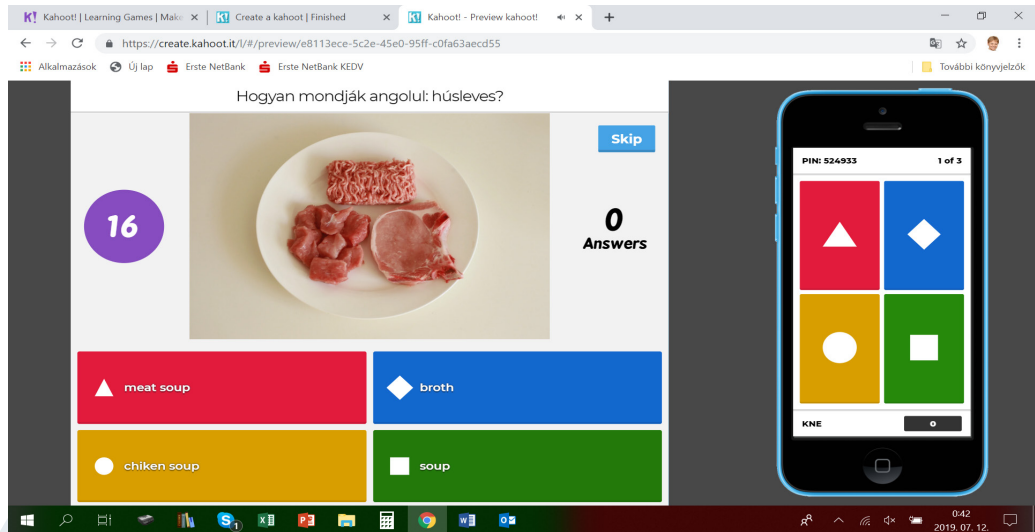 Kahoot! | Learning Games | Make
Create a kahoot | Finished
Kahoot! - Preview kahoot!
https://create.kahoot.it/l/#/preview/e8113ece-5c2e-45e0-95ff-c0fa63aecd55
Alkalmazások Új lap Erste NetBank Erste NetBank KEDV További könyvjelzők
Hogyan mondják angolul: húsleves?
Skip
16
0
Answers
meat soup
broth
chiken soup
soup
PIN: 524933 1 of 3
KNE 0
0:42
2019. 07. 12.